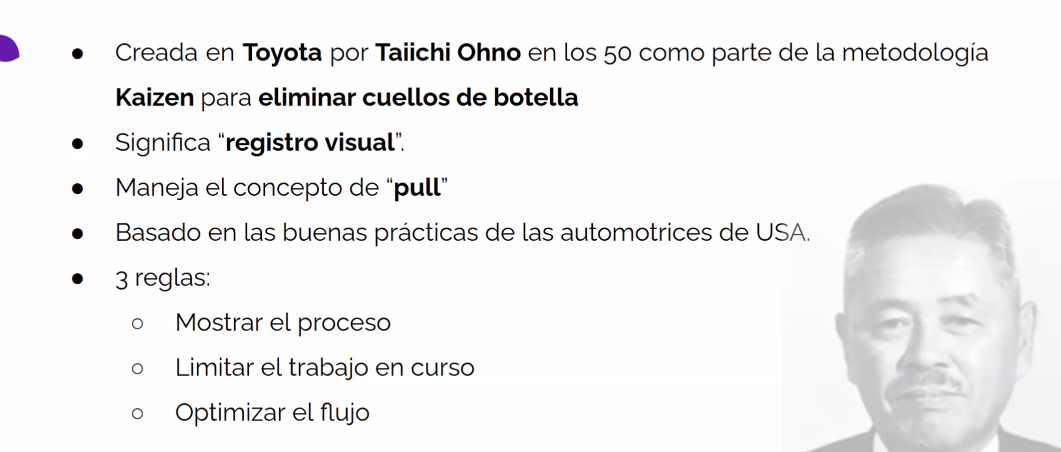 ● Creada en Toyota por Taiichi Ohno en los 50 como parte de la metodología
Kaizen para eliminar cuellos de botella
● Significa “registro visual”.
● Maneja el concepto de “pull”
● Basado en las buenas prácticas de las automotrices de USA.
● 3 reglas:
○ Mostrar el proceso
○ Limitar el trabajo en curso
○ Optimizar el flujo